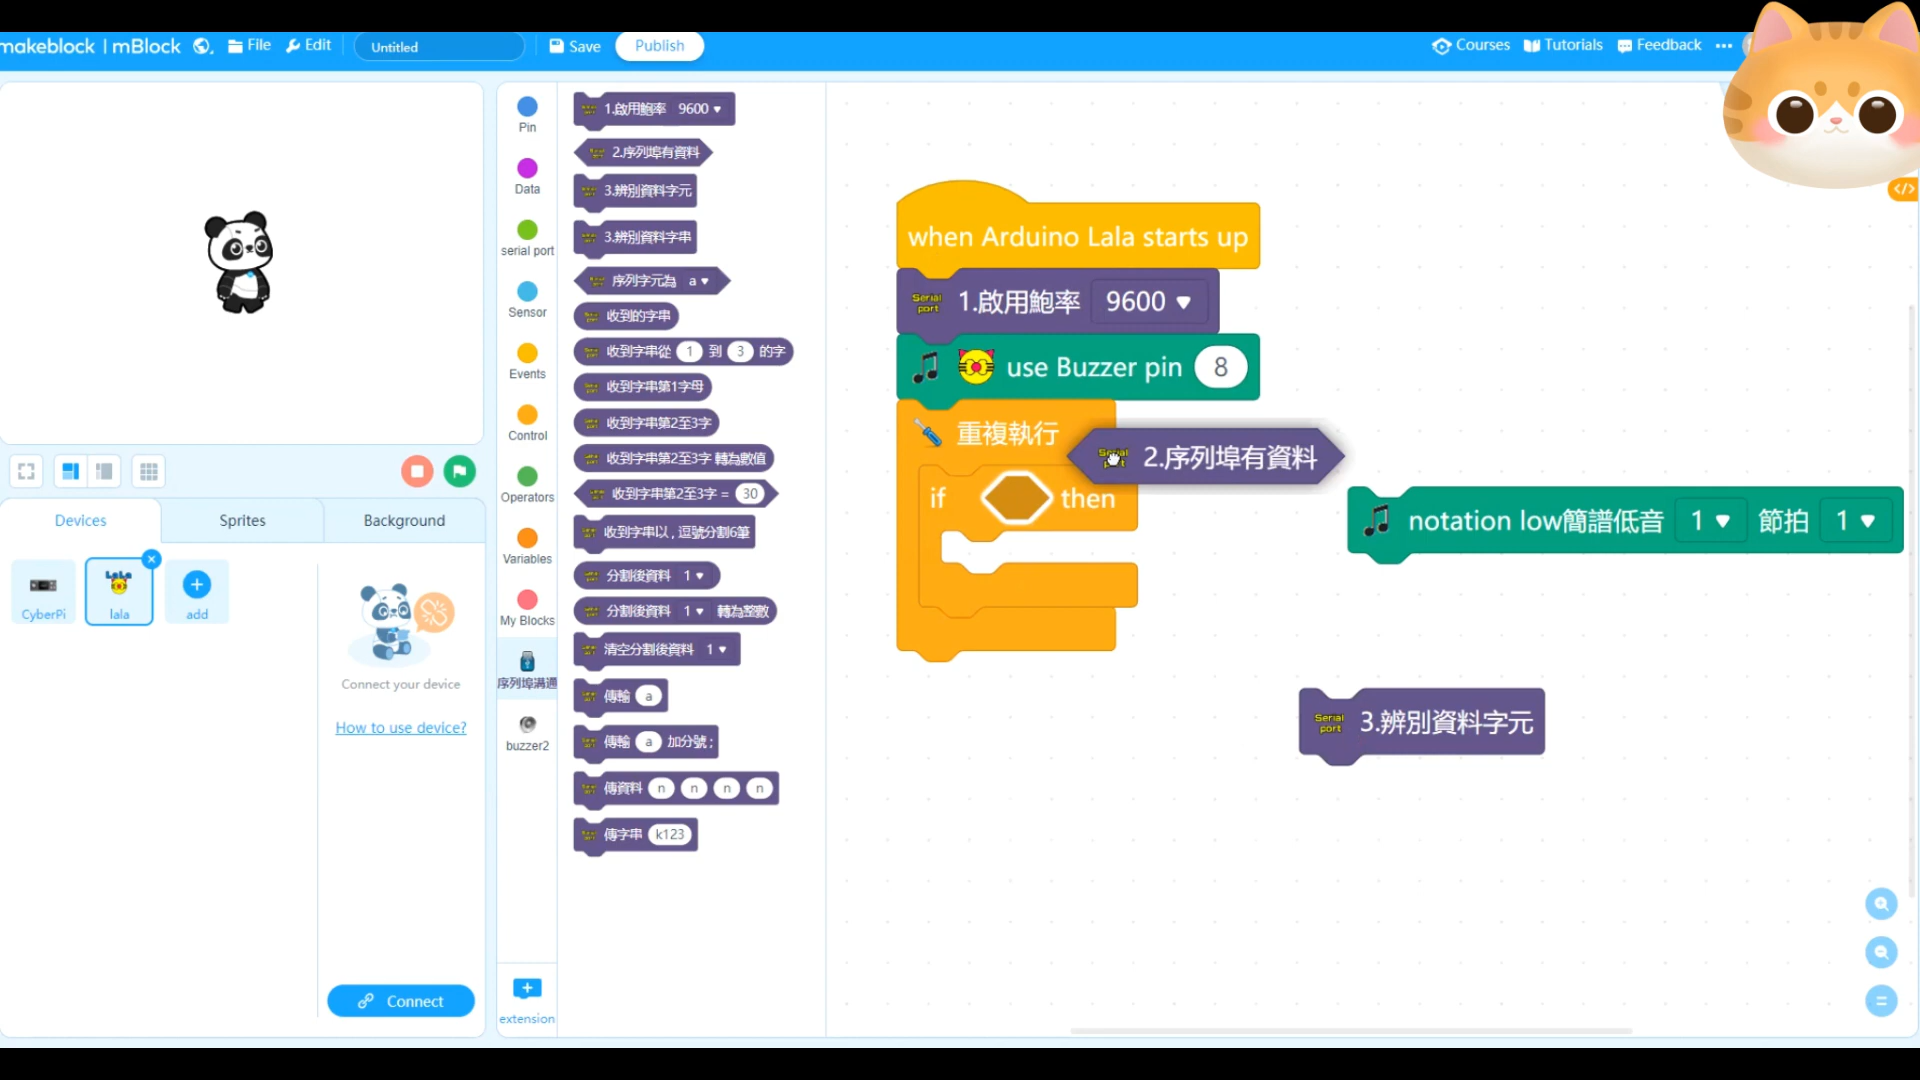 makeblock | mBlock File Edit Untitled Save Publish Courses Tutorials Feedback
Pin
Data
serial port
Sensor
Events
Control
Operators
Variables
My Blocks
序列埠溝通
buzzer2
extension
1.啟用鮑率 9600
2.序列埠有資料
3.辨別資料字元
3.辨別資料字串
序列字元為 a
收到的字串
收到字串從 1 到 3 的字
收到字串第1字母
收到字串第2至3字
收到字串第2至3字 轉為數值
收到字串第2至3字 = 30
收到字串以 , 逗號分割6筆
分割後資料 1
分割後資料 1 轉為整數
清空分割後資料 1
傳輸 a
傳輸 a 加分號 ;
傳資料 n n n n
傳字串 k123
when Arduino Lala starts up
Serial port 1.啟用鮑率 9600
use Buzzer pin 8
重複執行
2.序列埠有資料
if then
notation low簡譜低音 1 節拍 1
Serial port 3.辨別資料字元
Devices Sprites Background
CyberPi lala add
Connect your device
How to use device?
Connect